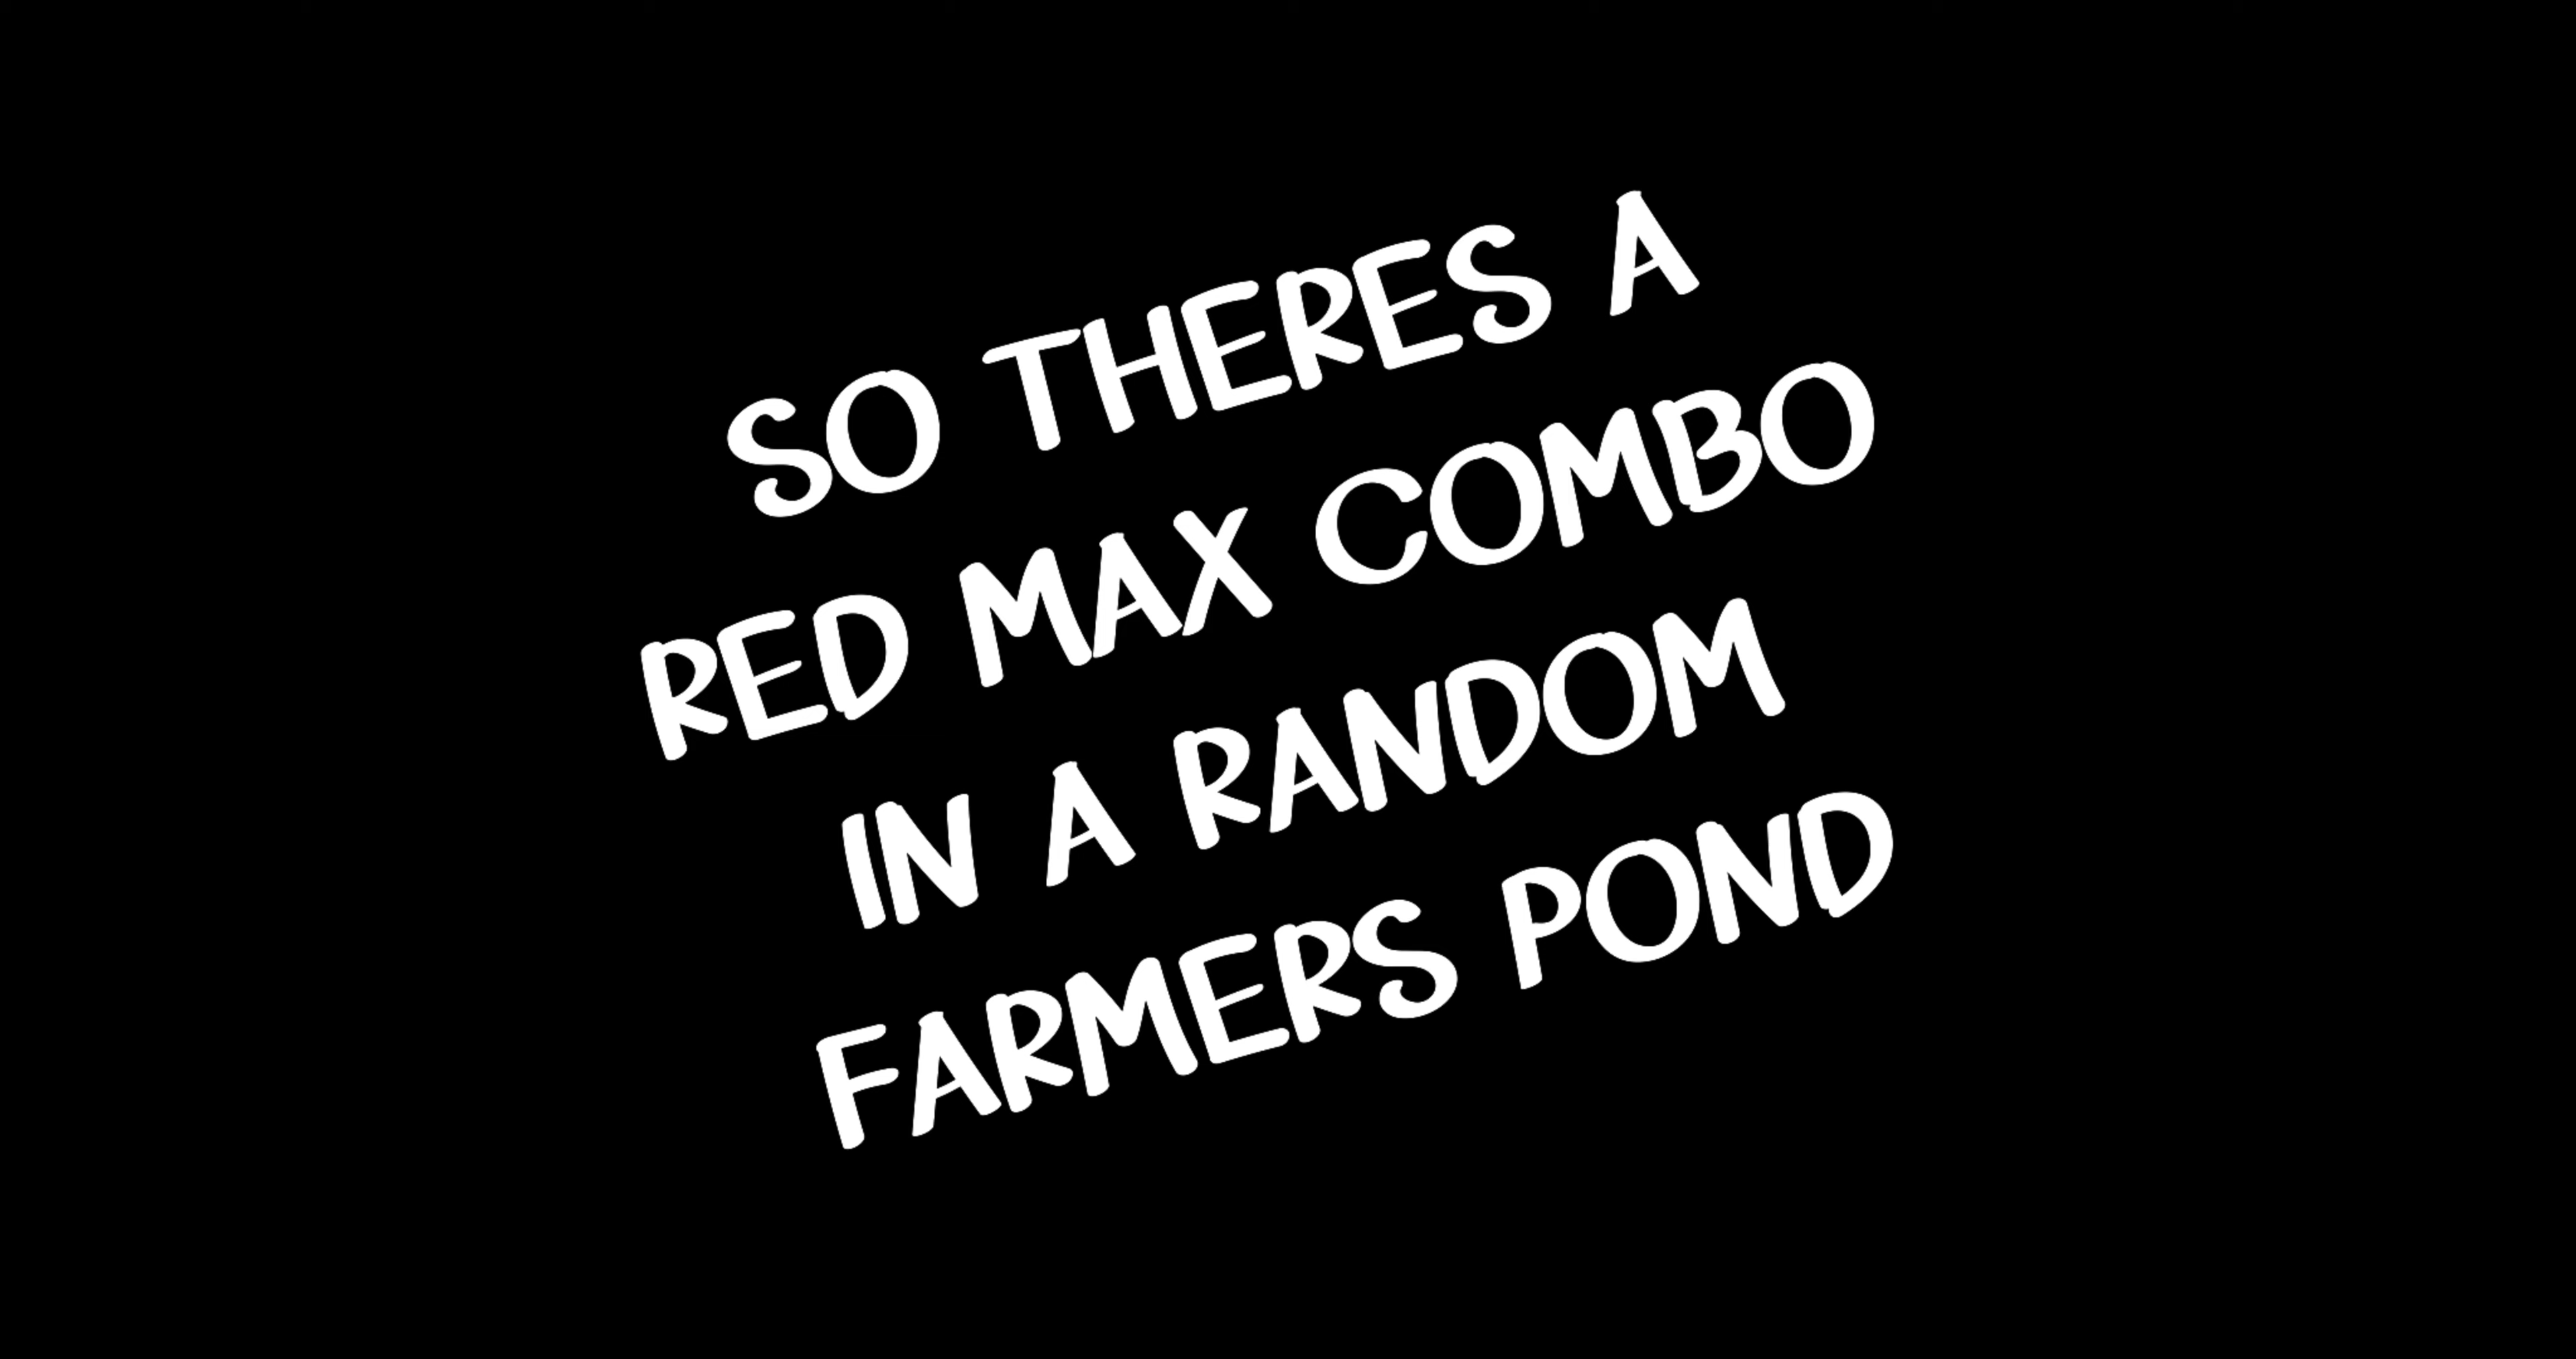 SO THERES A
RED MAX COMBO
IN A RANDOM
FARMERS POND